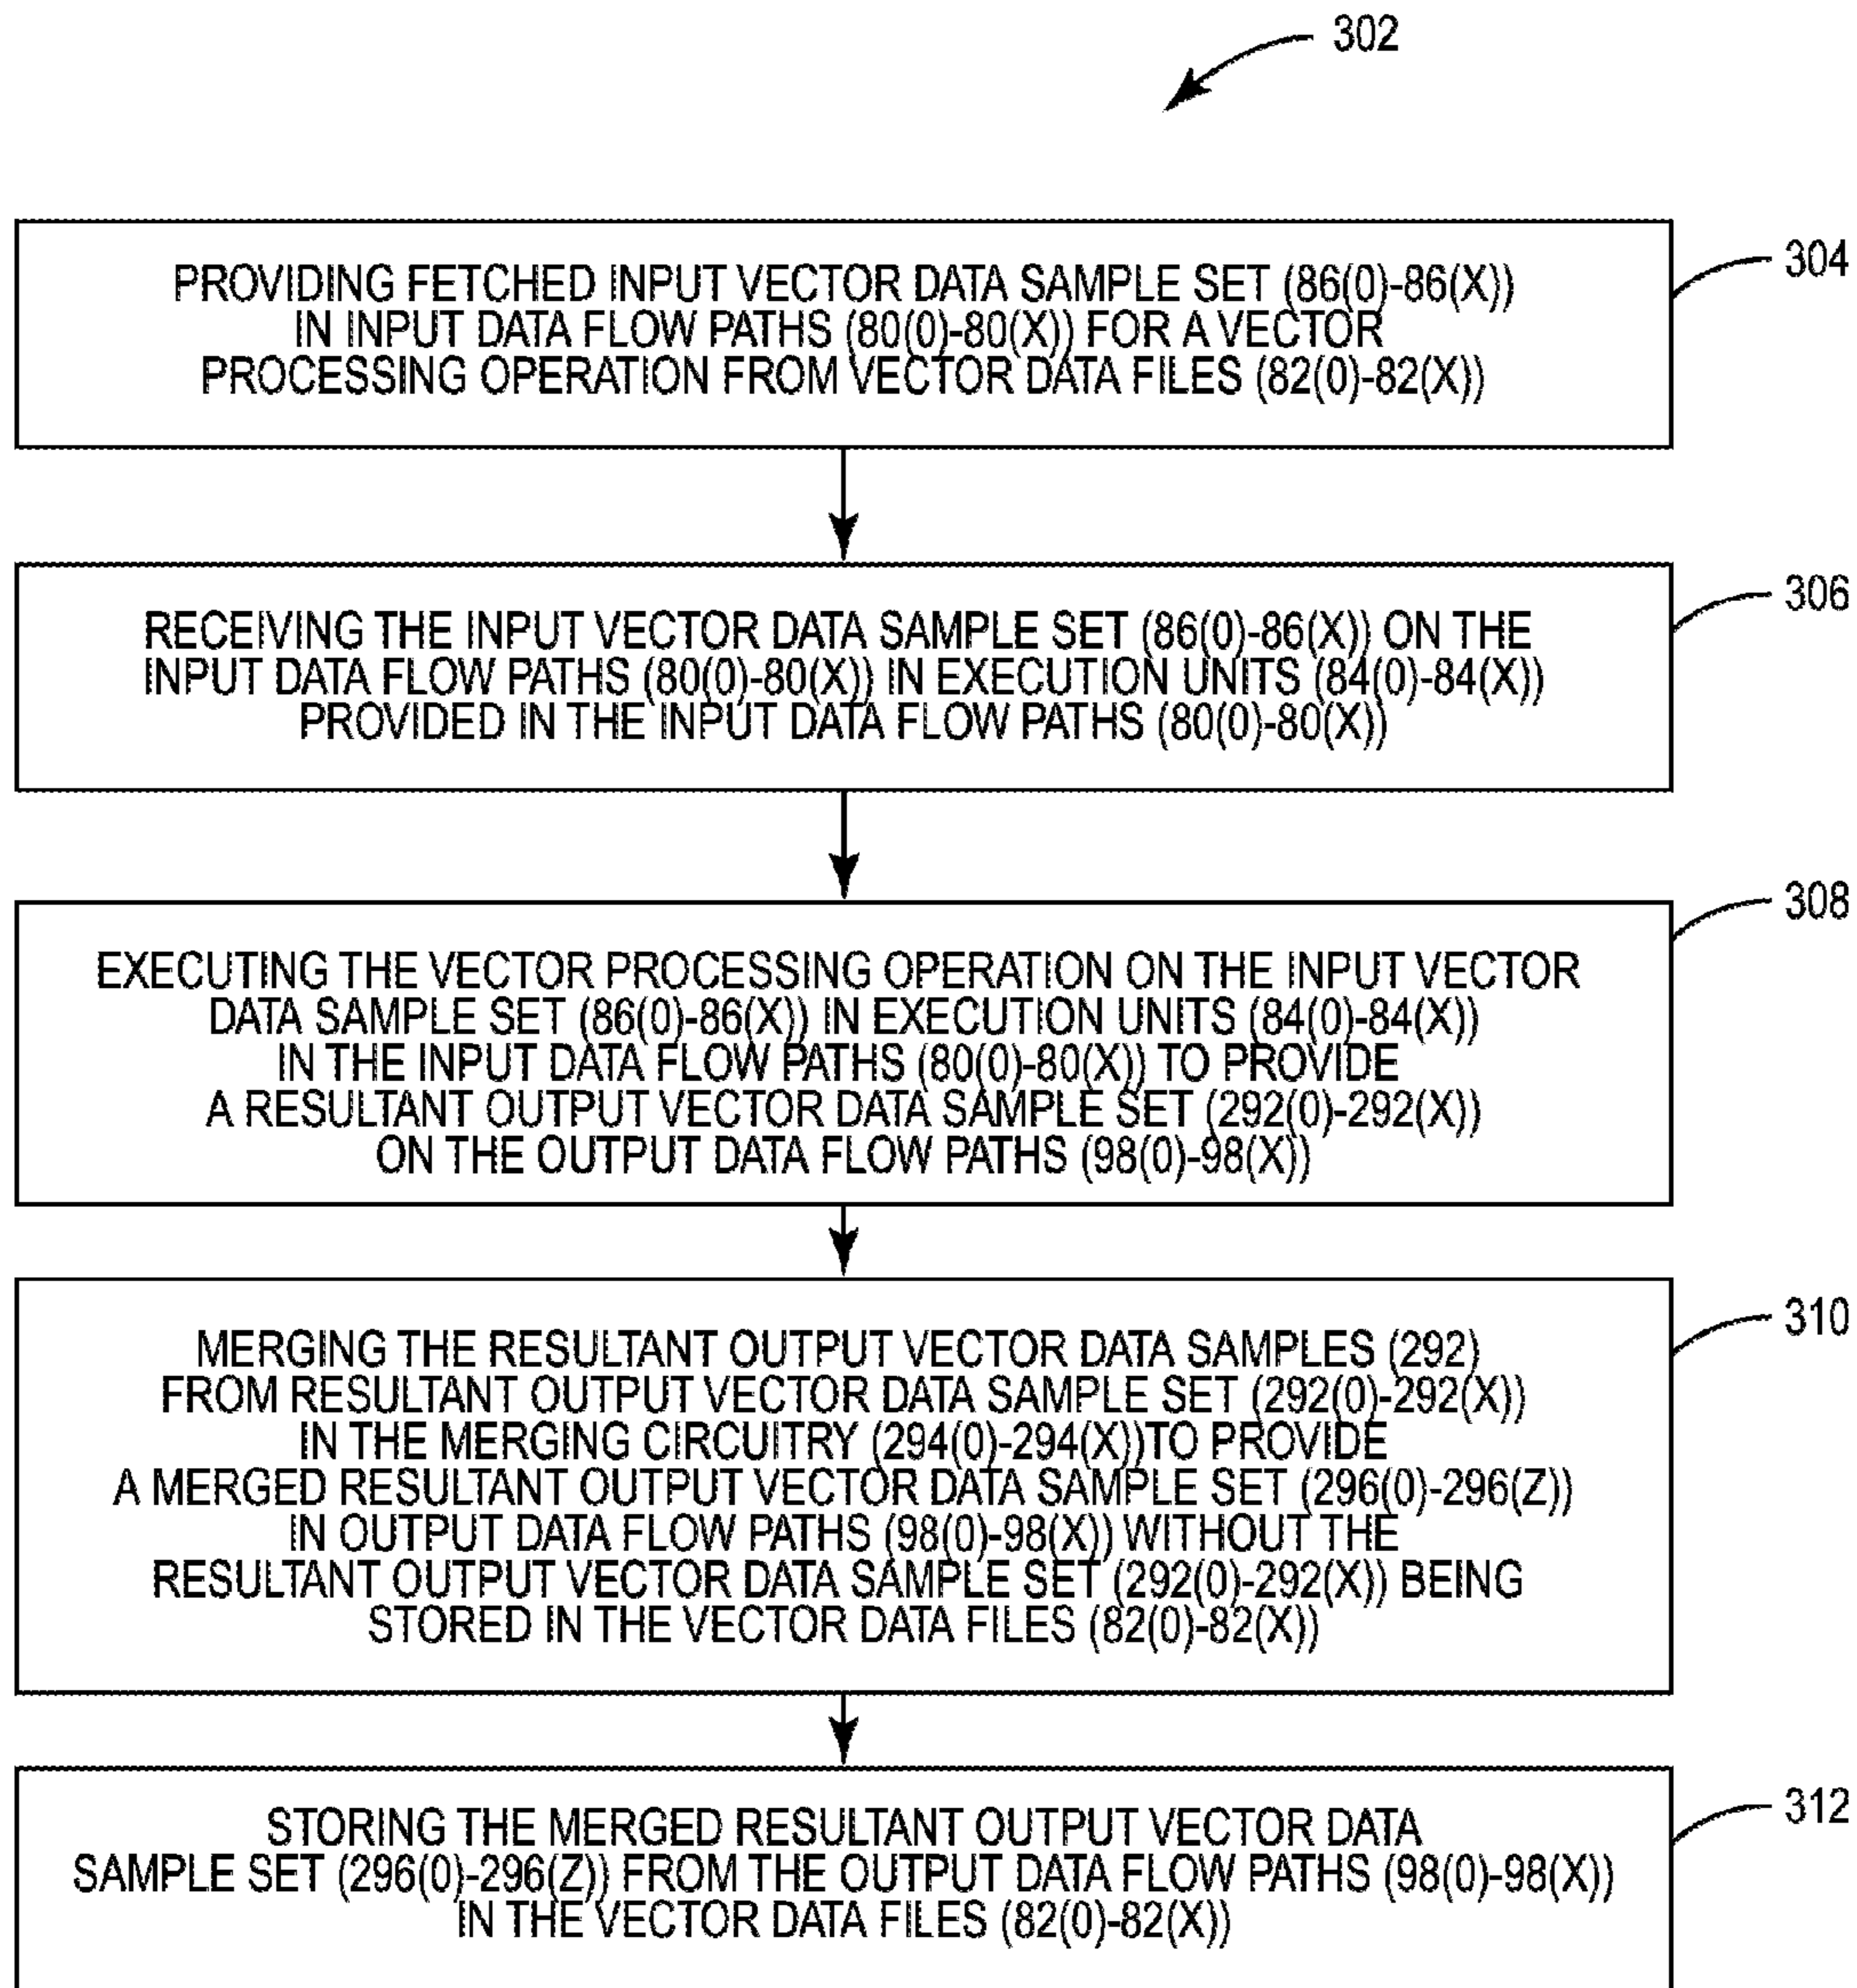 302
PROVIDING FETCHED INPUT VECTOR DATA SAMPLE SET (86(0)-86(X))
IN INPUT DATA FLOW PATHS (80(0)-80(X)) FOR A VECTOR
PROCESSING OPERATION FROM VECTOR DATA FILES (82(0)-82(X))
304
RECEIVING THE INPUT VECTOR DATA SAMPLE SET (86(0)-86(X)) ON THE
INPUT DATA FLOW PATHS (80(0)-80(X)) IN EXECUTION UNITS (84(0)-84(X))
PROVIDED IN THE INPUT DATA FLOW PATHS (80(0)-80(X))
306
EXECUTING THE VECTOR PROCESSING OPERATION ON THE INPUT VECTOR
DATA SAMPLE SET (86(0)-86(X)) IN EXECUTION UNITS (84(0)-84(X))
IN THE INPUT DATA FLOW PATHS (80(0)-80(X)) TO PROVIDE
A RESULTANT OUTPUT VECTOR DATA SAMPLE SET (292(0)-292(X))
ON THE OUTPUT DATA FLOW PATHS (98(0)-98(X))
308
MERGING THE RESULTANT OUTPUT VECTOR DATA SAMPLES (292)
FROM RESULTANT OUTPUT VECTOR DATA SAMPLE SET (292(0)-292(X))
IN THE MERGING CIRCUITRY (294(0)-294(X))TO PROVIDE
A MERGED RESULTANT OUTPUT VECTOR DATA SAMPLE SET (296(0)-296(Z))
IN OUTPUT DATA FLOW PATHS (98(0)-98(X)) WITHOUT THE
RESULTANT OUTPUT VECTOR DATA SAMPLE SET (292(0)-292(X)) BEING
STORED IN THE VECTOR DATA FILES (82(0)-82(X))
310
STORING THE MERGED RESULTANT OUTPUT VECTOR DATA
SAMPLE SET (296(0)-296(Z)) FROM THE OUTPUT DATA FLOW PATHS (98(0)-98(X))
IN THE VECTOR DATA FILES (82(0)-82(X))
312